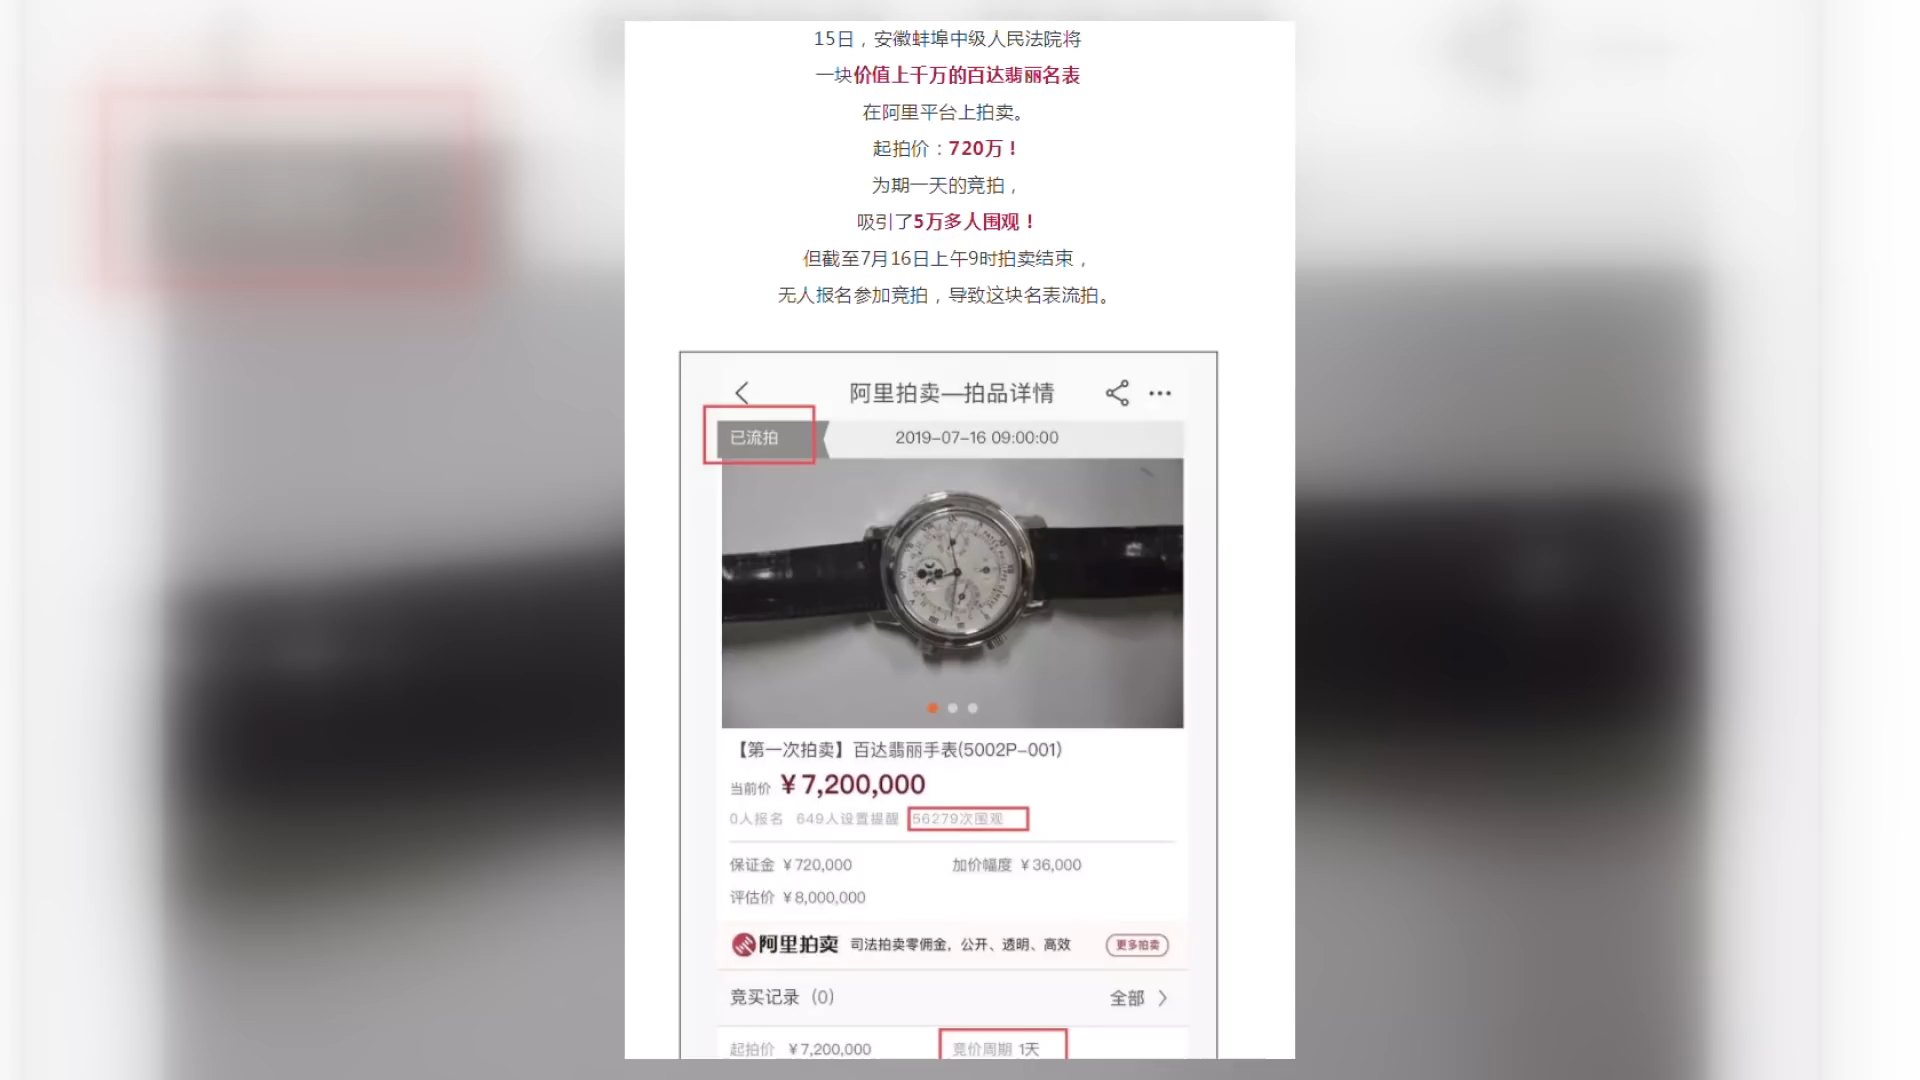 15日，安徽蚌埠中级人民法院将
一块价值上千万的百达翡丽名表
在阿里平台上拍卖。
起拍价：720万！
为期一天的竞拍，
吸引了5万多人围观！
但截至7月16日上午9时拍卖结束，
无人报名参加竞拍，导致这块名表流拍。
阿里拍卖—拍品详情
已流拍 2019-07-16 09:00:00
【第一次拍卖】百达翡丽手表(5002P-001)
当前价 ¥7,200,000
0人报名 649人设置提醒 56279次围观
保证金 ¥720,000 加价幅度 ¥36,000
评估价 ¥8,000,000
阿里拍卖 司法拍卖零佣金，公开、透明、高效 更多拍卖
竞买记录（0） 全部
起拍价 ¥7,200,000 竞价周期 1天